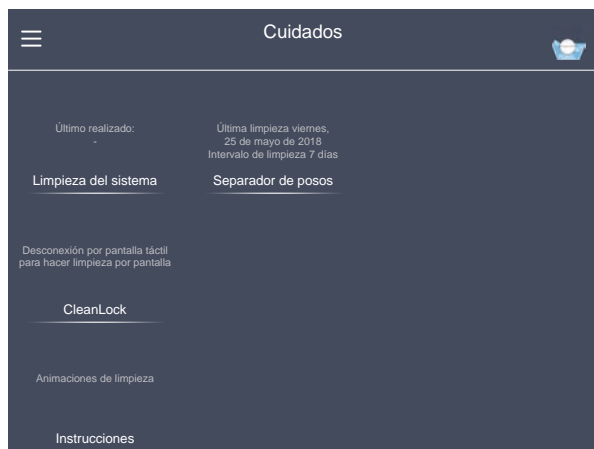 Cuidados
Último realizado:
-
Limpieza del sistema
Última limpieza viernes,
25 de mayo de 2018
Intervalo de limpieza 7 días
Separador de posos
Desconexión por pantalla táctil
para hacer limpieza por pantalla
CleanLock
Animaciones de limpieza
Instrucciones